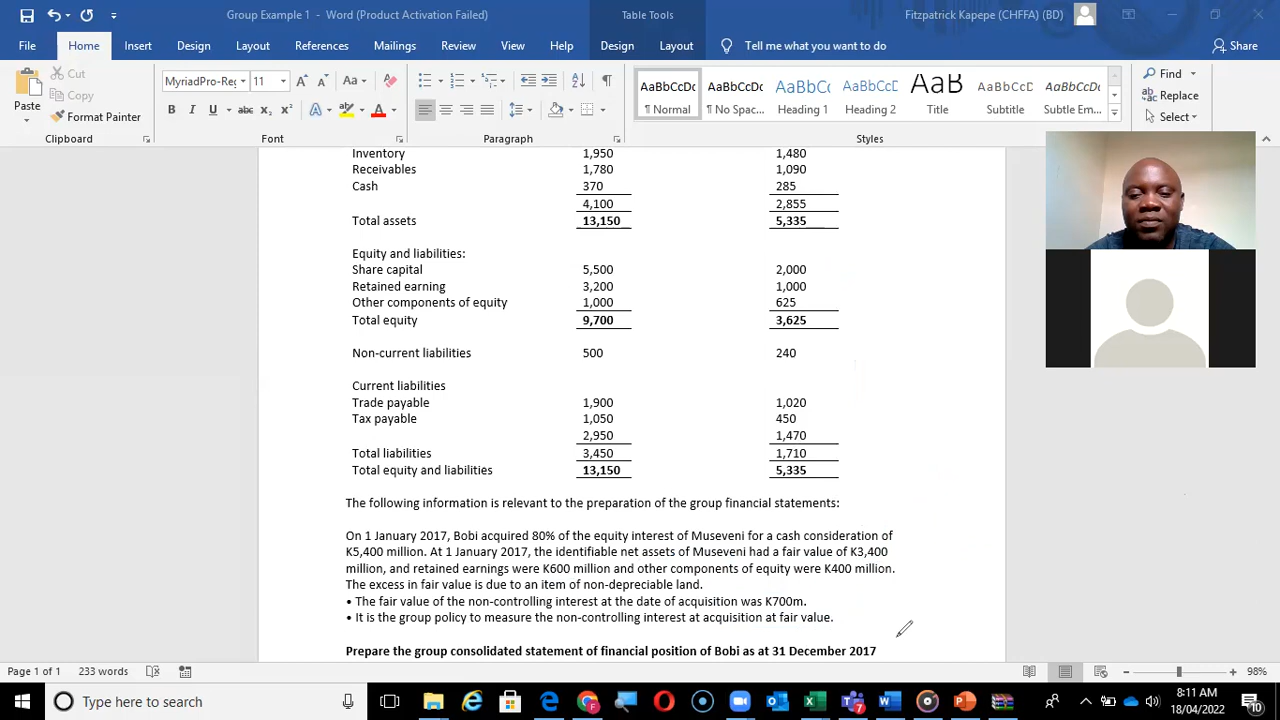 Group Example 1 - Word (Product Activation Failed)
Table Tools
Fitzpatrick Kapepe (CHFFA) (BD)
File Home Insert Design Layout References Mailings Review View Help Design Layout Tell me what you want to do Share
Paste
Cut
Copy
Format Painter
MyriadPro-Reg 11
AaBbCcDc AaBbCcDc AaBbCc AaBbCcD AaB AaBbCcD AaBbCcDc
¶ Normal ¶ No Spac... Heading 1 Heading 2 Title Subtitle Subtle Em...
Find
Replace
Select
Clipboard Font Paragraph Styles
Inventory 1,950 1,480
Receivables 1,780 1,090
Cash 370 285
4,100 2,855
Total assets 13,150 5,335
Equity and liabilities:
Share capital 5,500 2,000
Retained earning 3,200 1,000
Other components of equity 1,000 625
Total equity 9,700 3,625
Non-current liabilities 500 240
Current liabilities
Trade payable 1,900 1,020
Tax payable 1,050 450
2,950 1,470
Total liabilities 3,450 1,710
Total equity and liabilities 13,150 5,335
The following information is relevant to the preparation of the group financial statements:
On 1 January 2017, Bobi acquired 80% of the equity interest of Museveni for a cash consideration of
K5,400 million. At 1 January 2017, the identifiable net assets of Museveni had a fair value of K3,400
million, and retained earnings were K600 million and other components of equity were K400 million.
The excess in fair value is due to an item of non-depreciable land.
• The fair value of the non-controlling interest at the date of acquisition was K700m.
• It is the group policy to measure the non-controlling interest at acquisition at fair value.
Prepare the group consolidated statement of financial position of Bobi as at 31 December 2017
Page 1 of 1 233 words 98%
Type here to search
8:11 AM
18/04/2022